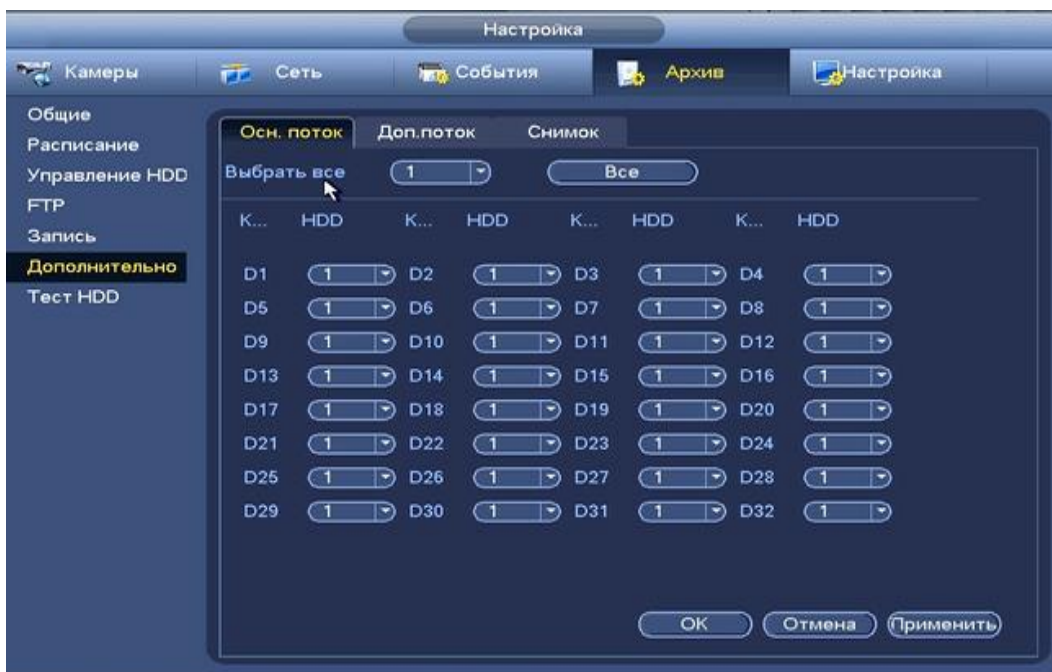 Настройка
Камеры Сеть События Архив Настройка
Общие
Расписание
Управление HDD
FTP
Запись
Дополнительно
Тест HDD
Осн. поток Доп.поток Снимок
Выбрать все 1 Все
К... HDD К... HDD К... HDD К... HDD
D1 1 D2 1 D3 1 D4 1
D5 1 D6 1 D7 1 D8 1
D9 1 D10 1 D11 1 D12 1
D13 1 D14 1 D15 1 D16 1
D17 1 D18 1 D19 1 D20 1
D21 1 D22 1 D23 1 D24 1
D25 1 D26 1 D27 1 D28 1
D29 1 D30 1 D31 1 D32 1
OK Отмена Применить